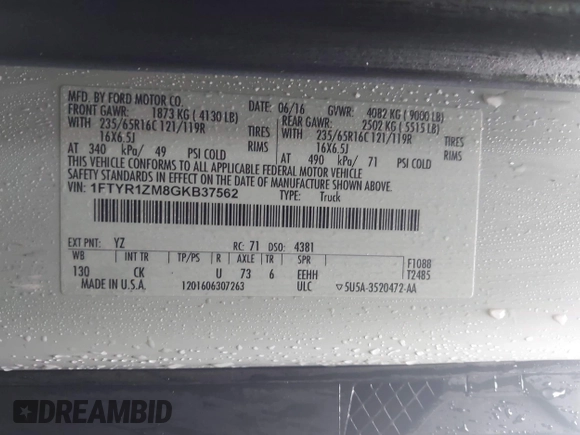 MFD. BY FORD MOTOR CO.
DATE: 06/16 GVWR: 4082 KG ( 9000 LB)
FRONT GAWR: 1873 KG ( 4130 LB) REAR GAWR: 2502 KG ( 5515 LB)
WITH 235/65R16C 121/119R TIRES WITH 235/65R16C 121/119R TIRES
16X6.5J RIMS 16X6.5J RIMS
AT 340 kPa/ 49 PSI COLD AT 490 kPa/ 71 PSI COLD
THIS VEHICLE CONFORMS TO ALL APPLICABLE FEDERAL MOTOR VEHICLE
SAFETY STANDARDS IN EFFECT ON THE DATE OF MANUFACTURE SHOWN ABOVE.
VIN: 1FTYR1ZM8GKB37562 TYPE: Truck
EXT PNT: YZ RC: 71 DSO: 4381
WB INT TR TP/PS R AXLE TR SPR F1088
130 CK U 73 6 EEHH T2485
MADE IN U.S.A. 1201606307263 ULC ▽5U5A-3520472-AA
DREAMBID